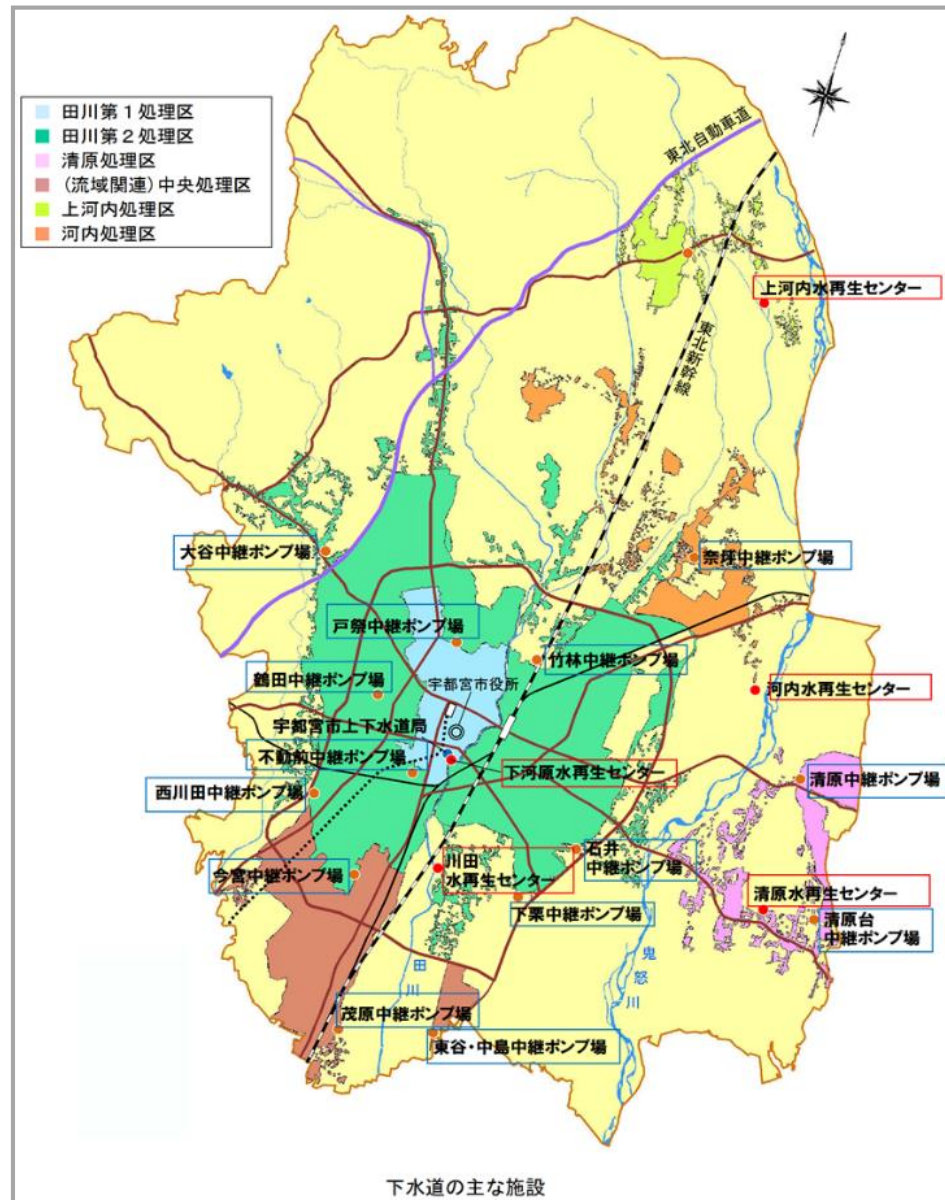 田川第１処理区
田川第２処理区
清原処理区
(流域関連)中央処理区
上河内処理区
河内処理区
東北自動車道
上河内水再生センター
東北新幹線
大谷中継ポンプ場
奈坪中継ポンプ場
戸祭中継ポンプ場
竹林中継ポンプ場
鶴田中継ポンプ場
宇都宮市役所
河内水再生センター
宇都宮市上下水道局
不動前中継ポンプ場
下河原水再生センター
清原中継ポンプ場
西川田中継ポンプ場
川田
水再生センター
石井
中継ポンプ場
今宮中継ポンプ場
下栗中継ポンプ場
清原水再生センター
清原台
中継ポンプ場
田川
鬼怒川
茂原中継ポンプ場
東谷・中島中継ポンプ場
下水道の主な施設